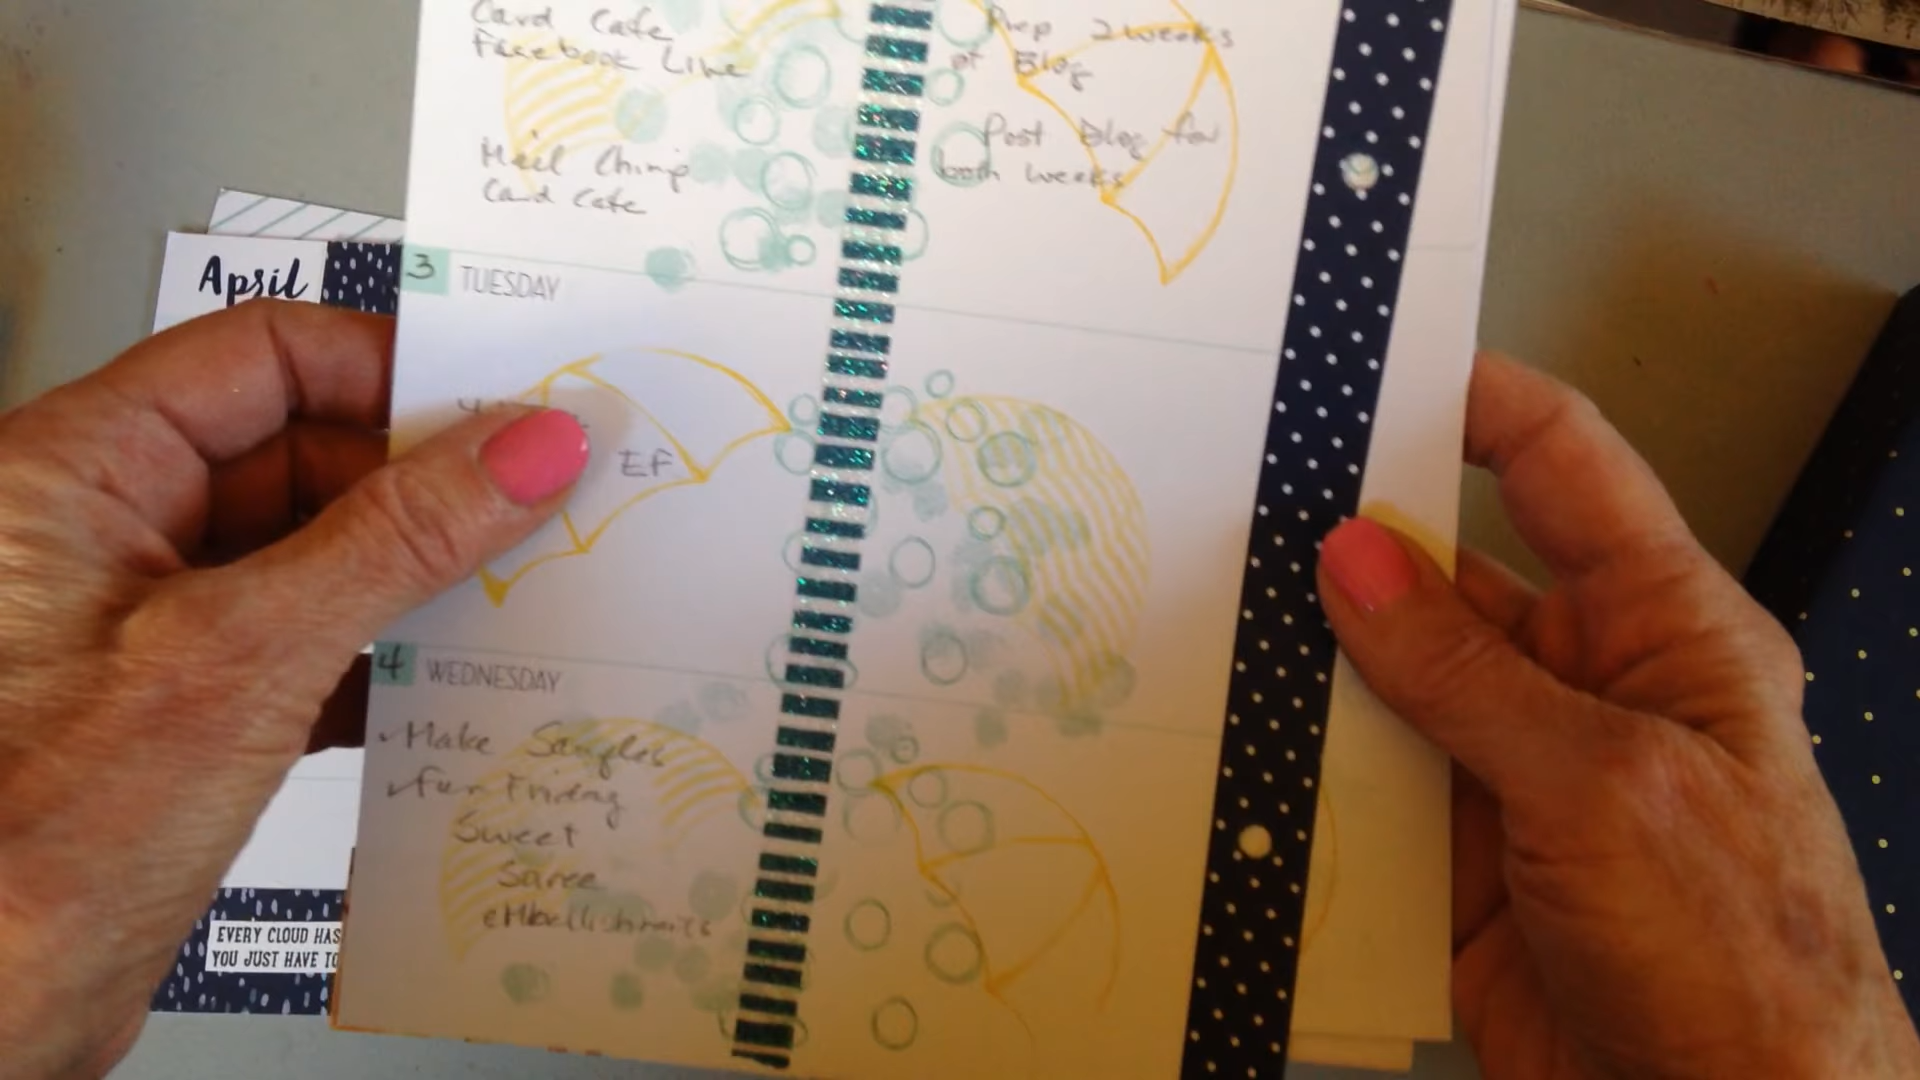 Card Cafe
Facebook Live
Mail Chimp
Card Cafe
Prep 2 weeks
of Blog
Post Blog for
both weeks
3 TUESDAY
EF
4 WEDNESDAY
Make Samples
Fun Friday
Sweet
Saree
eMbellishments
April
EVERY CLOUD HAS
YOU JUST HAVE TO